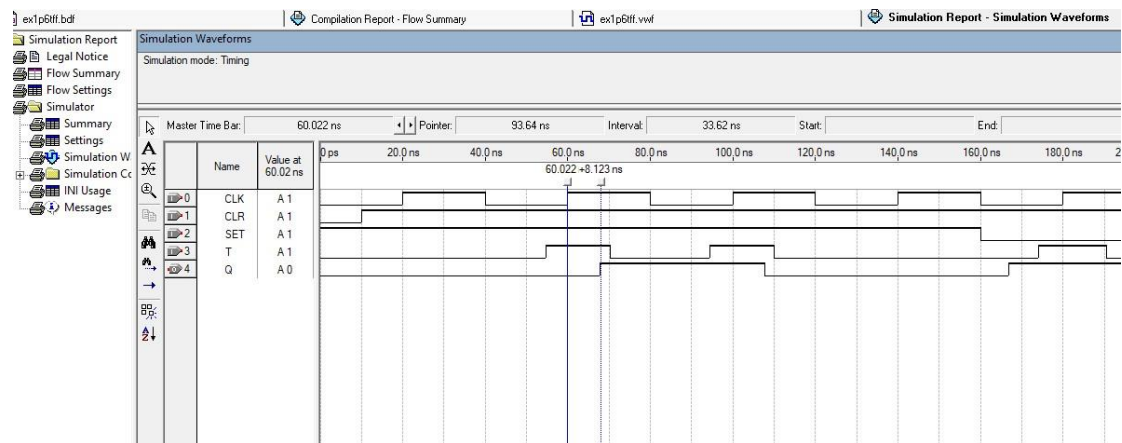 ex1p6tff.bdf
Compilation Report - Flow Summary
ex1p6tff.vwf
Simulation Report - Simulation Waveforms
Simulation Report
Legal Notice
Flow Summary
Flow Settings
Simulator
Summary
Settings
Simulation W
Simulation Cc
INI Usage
Messages
Simulation Waveforms
Simulation mode: Timing
Master Time Bar: 60.022 ns Pointer: 93.64 ns Interval: 33.62 ns Start: End:
Name Value at 60.02 ns
0 ps 20.0 ns 40.0 ns 60.0 ns 80.0 ns 100.0 ns 120.0 ns 140.0 ns 160.0 ns 180.0 ns 2
60.022 +8.123 ns
0 CLK A 1
1 CLR A 1
2 SET A 1
3 T A 1
4 Q A 0